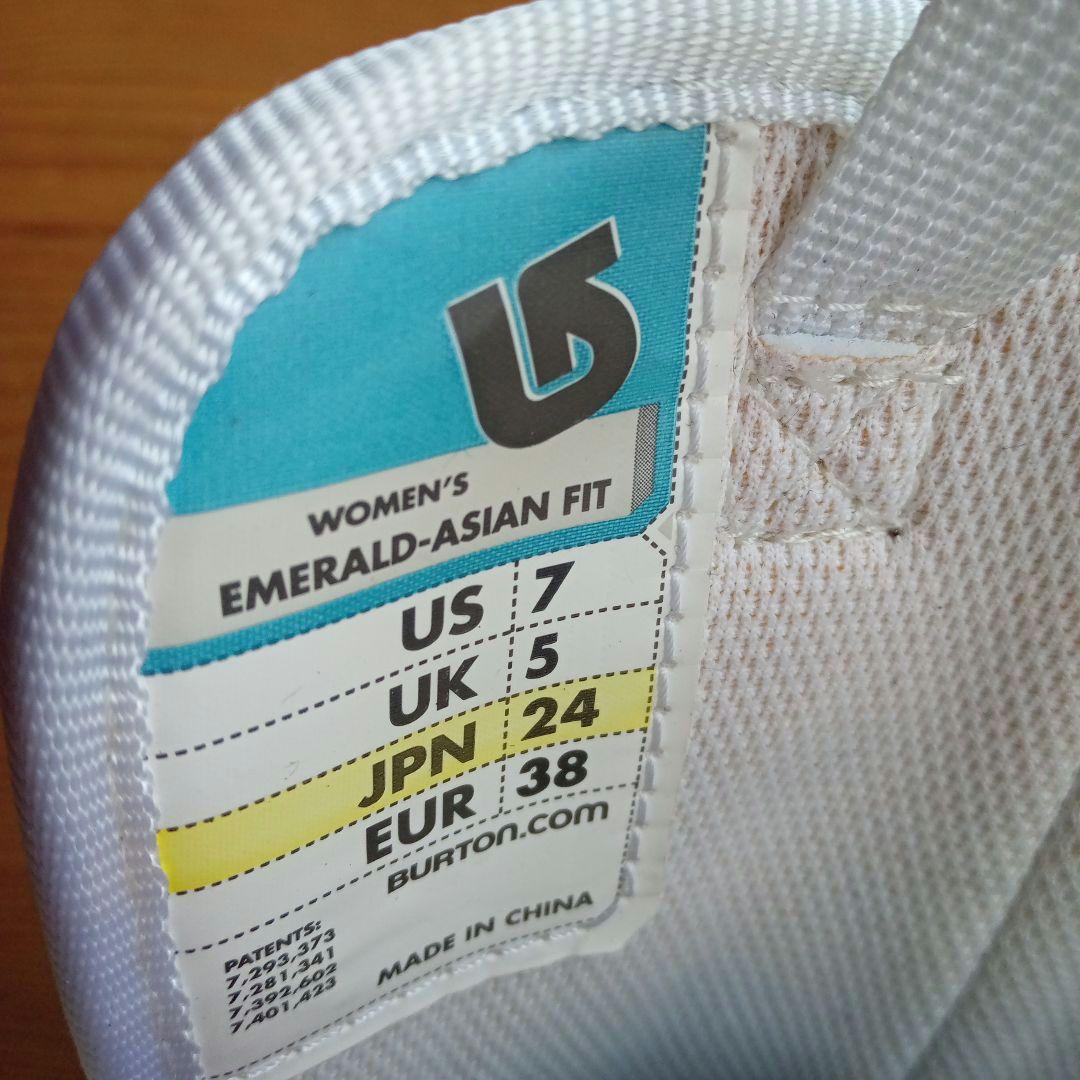 WOMEN'S
EMERALD-ASIAN FIT
US 7
UK 5
JPN 24
EUR 38
BURTON.COM
PATENTS:
7,293,373
7,281,341
7,392,602
7,401,423
MADE IN CHINA